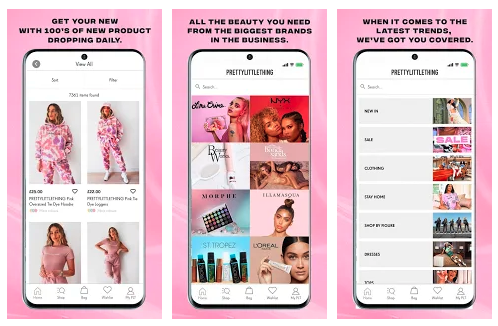 GET YOUR NEW
WITH 100'S OF NEW PRODUCT
DROPPING DAILY.
View All
Sort
Filter
7361 items found
£25.00
PRETTYLITTLETHING Pink
Oversized Tie Dye Hoodie
£22.00
PRETTYLITTLETHING Pink Tie
Dye Joggers
Home
Shop
Bag
Wishlist
My PLT
ALL THE BEAUTY YOU NEED
FROM THE BIGGEST BRANDS
IN THE BUSINESS.
PRETTYLITTLETHING
Search...
Lime Crime
NYX
Beauty
Works
MORPHE
ILLAMASQUA
ST.TROPEZ
L'ORÉAL
Home
Shop
Bag
Wishlist
My PLT
WHEN IT COMES TO THE
LATEST TRENDS,
WE'VE GOT YOU COVERED.
PRETTYLITTLETHING
Search...
NEW IN
SALE
SALE
CLOTHING
STAY HOME
SHOP BY FIGURE
DRESSES
TOPS
Home
Shop
Bag
Wishlist
My PLT